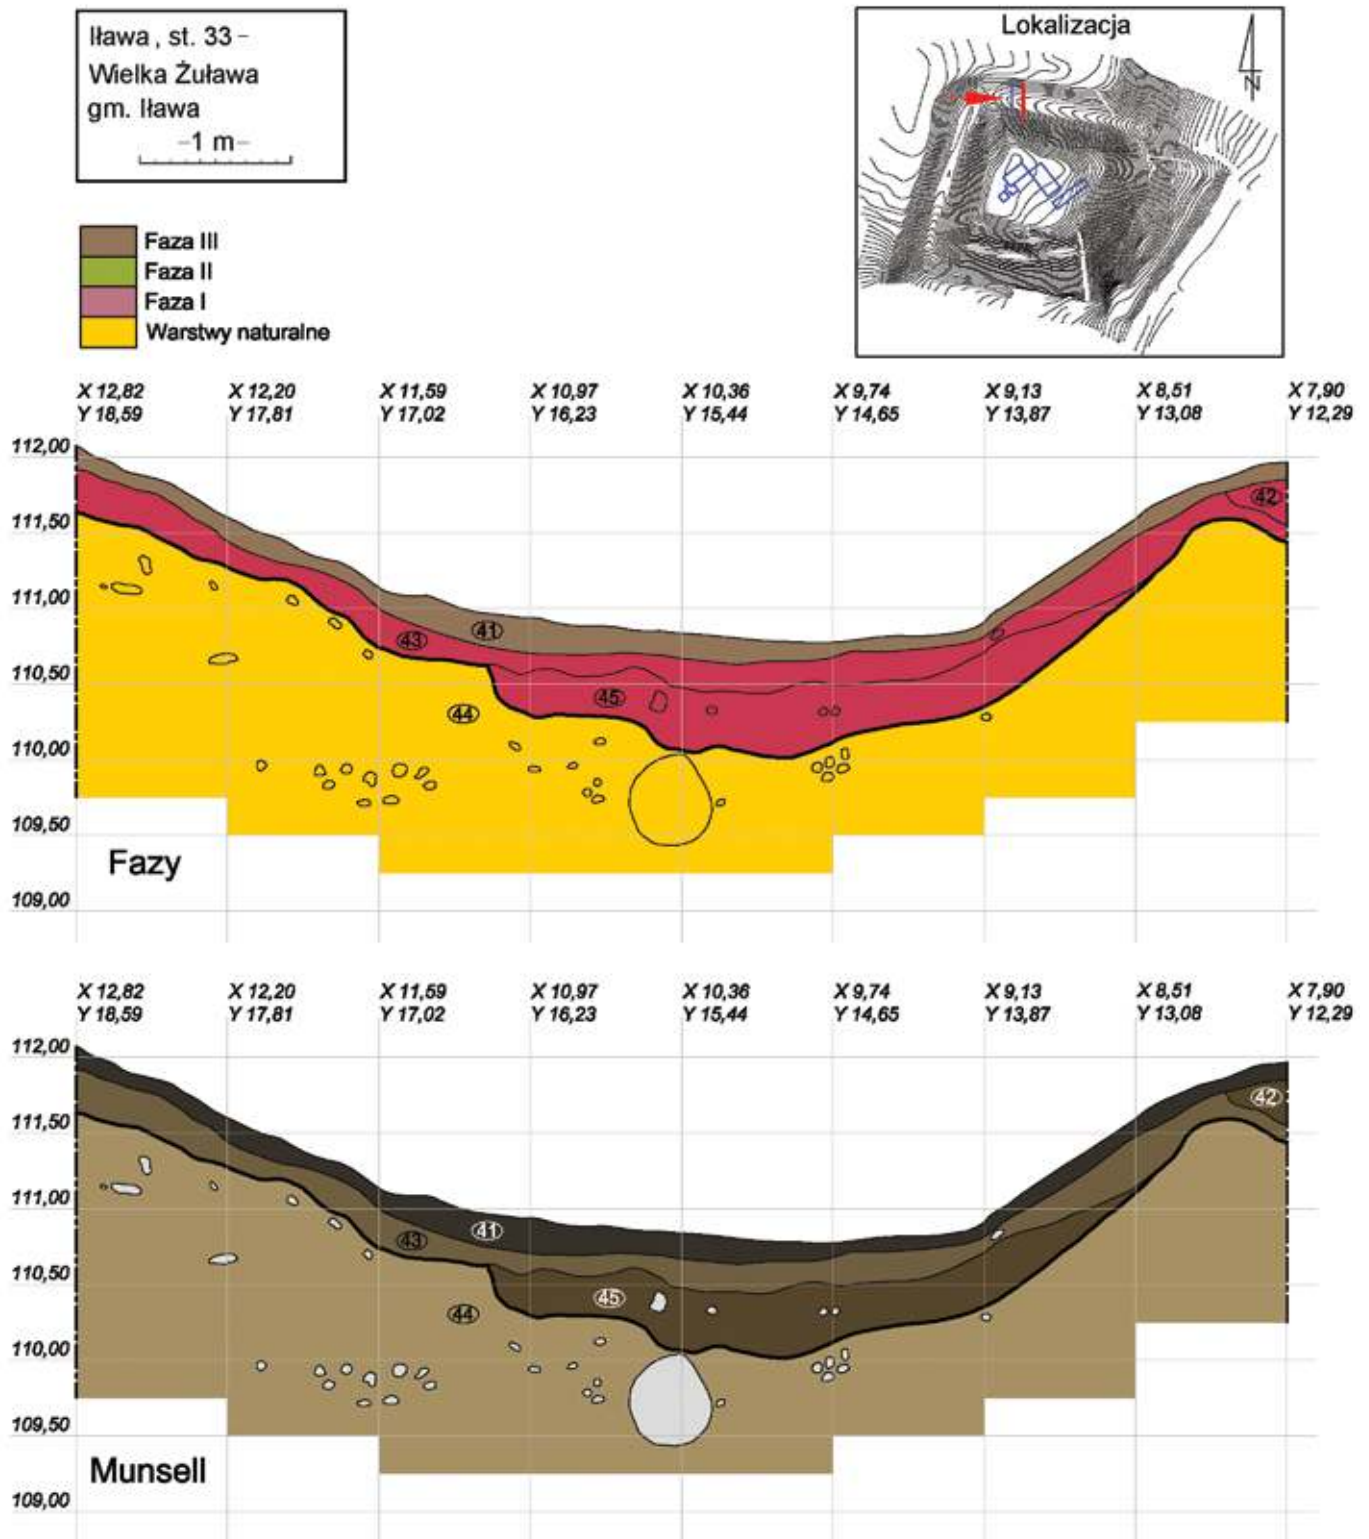 Iława , st. 33 -
Wielka Żuława
gm. Iława
-1 m-
Lokalizacja
N
Faza III
Faza II
Faza I
Warstwy naturalne
X 12,82 X 12,20 X 11,59 X 10,97 X 10,36 X 9,74 X 9,13 X 8,51 X 7,90
Y 18,59 Y 17,81 Y 17,02 Y 16,23 Y 15,44 Y 14,65 Y 13,87 Y 13,08 Y 12,29
112,00
42
111,50
111,00
41
43
110,50
45
44
110,00
109,50
Fazy
109,00
X 12,82 X 12,20 X 11,59 X 10,97 X 10,36 X 9,74 X 9,13 X 8,51 X 7,90
Y 18,59 Y 17,81 Y 17,02 Y 16,23 Y 15,44 Y 14,65 Y 13,87 Y 13,08 Y 12,29
112,00
42
111,50
111,00
41
43
110,50
45
44
110,00
109,50
Munsell
109,00